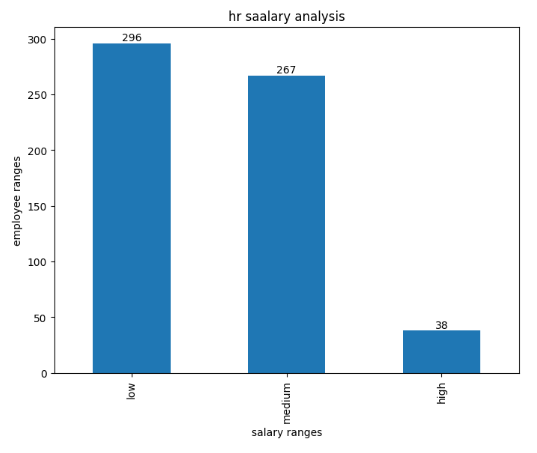 hr saalary analysis
300
250
200
150
100
50
0
employee ranges
296
267
38
low
medium
high
salary ranges